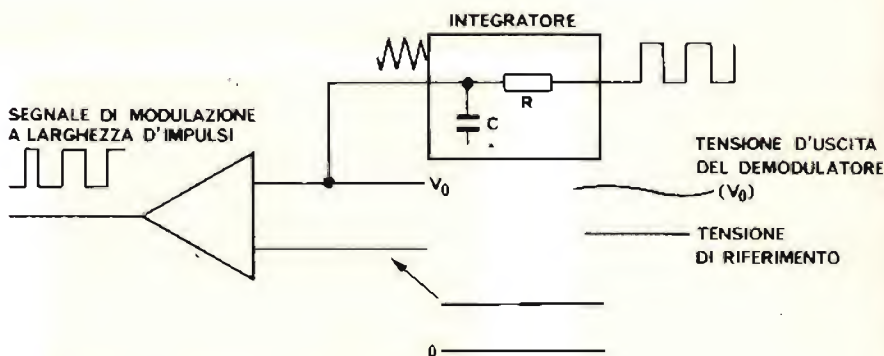 INTEGRATORE
R
C
SEGNALE DI MODULAZIONE
A LARGHEZZA D'IMPULSI
V0
TENSIONE D'USCITA
DEL DEMODULATORE
(V0)
TENSIONE
DI RIFERIMENTO
0